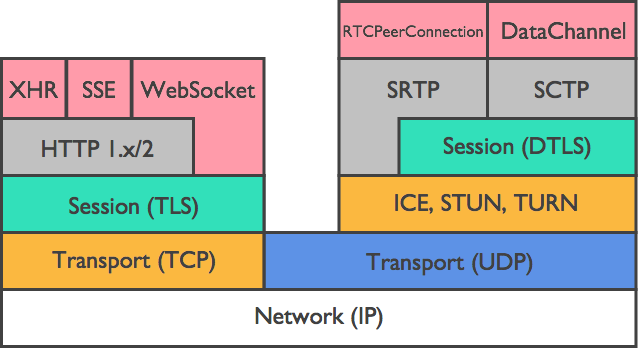 RTCPeerConnection
DataChannel
XHR
SSE
WebSocket
SRTP
SCTP
HTTP 1.x/2
Session (DTLS)
Session (TLS)
ICE, STUN, TURN
Transport (TCP)
Transport (UDP)
Network (IP)